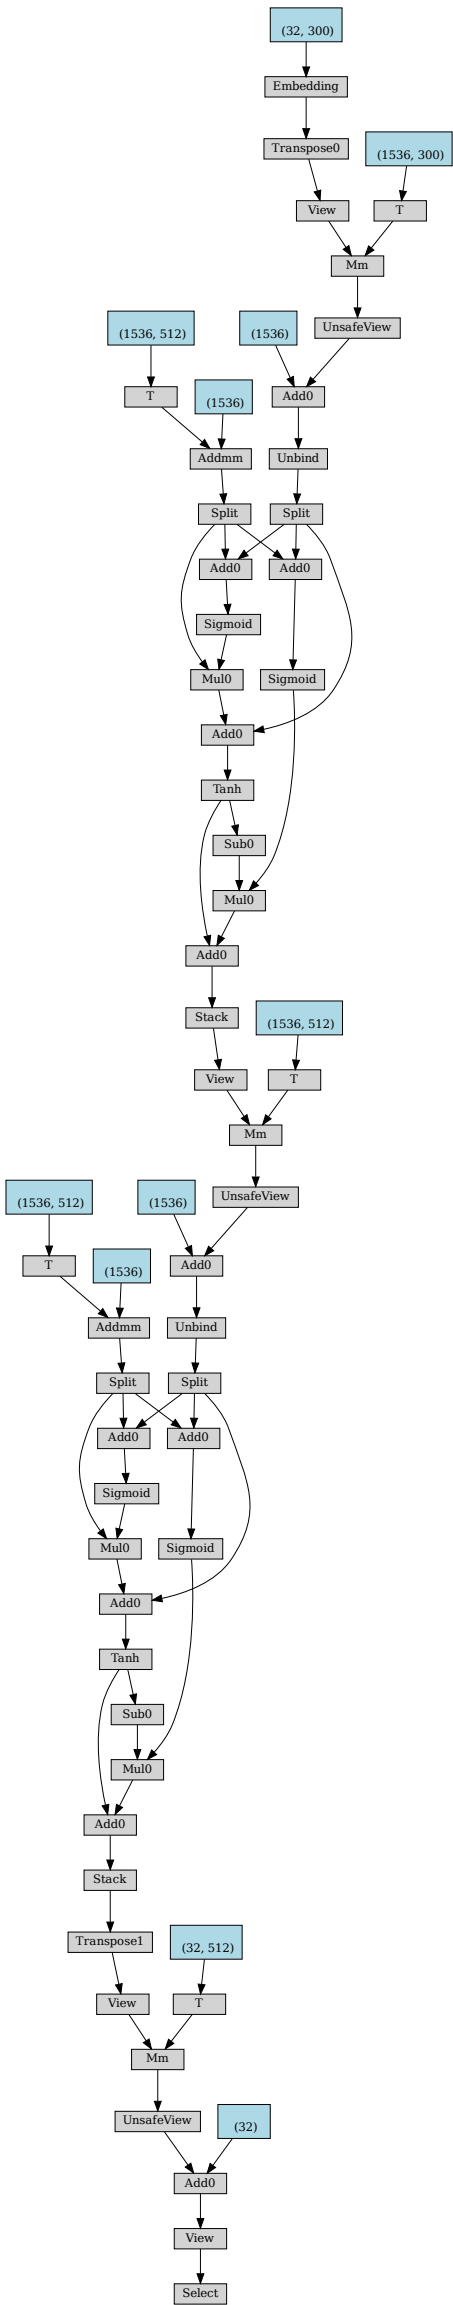 (32, 300)
Embedding
Transpose0
(1536, 300)
View
T
Mm
UnsafeView
(1536, 512)
(1536)
T
(1536)
Add0
Addmm
Unbind
Split
Split
Add0
Add0
Sigmoid
Mul0
Sigmoid
Add0
Tanh
Sub0
Mul0
Add0
Stack
(1536, 512)
View
T
Mm
UnsafeView
(1536, 512)
(1536)
T
(1536)
Add0
Addmm
Unbind
Split
Split
Add0
Add0
Sigmoid
Mul0
Sigmoid
Add0
Tanh
Sub0
Mul0
Add0
Stack
Transpose1
(32, 512)
View
T
Mm
UnsafeView
(32)
Add0
View
Select